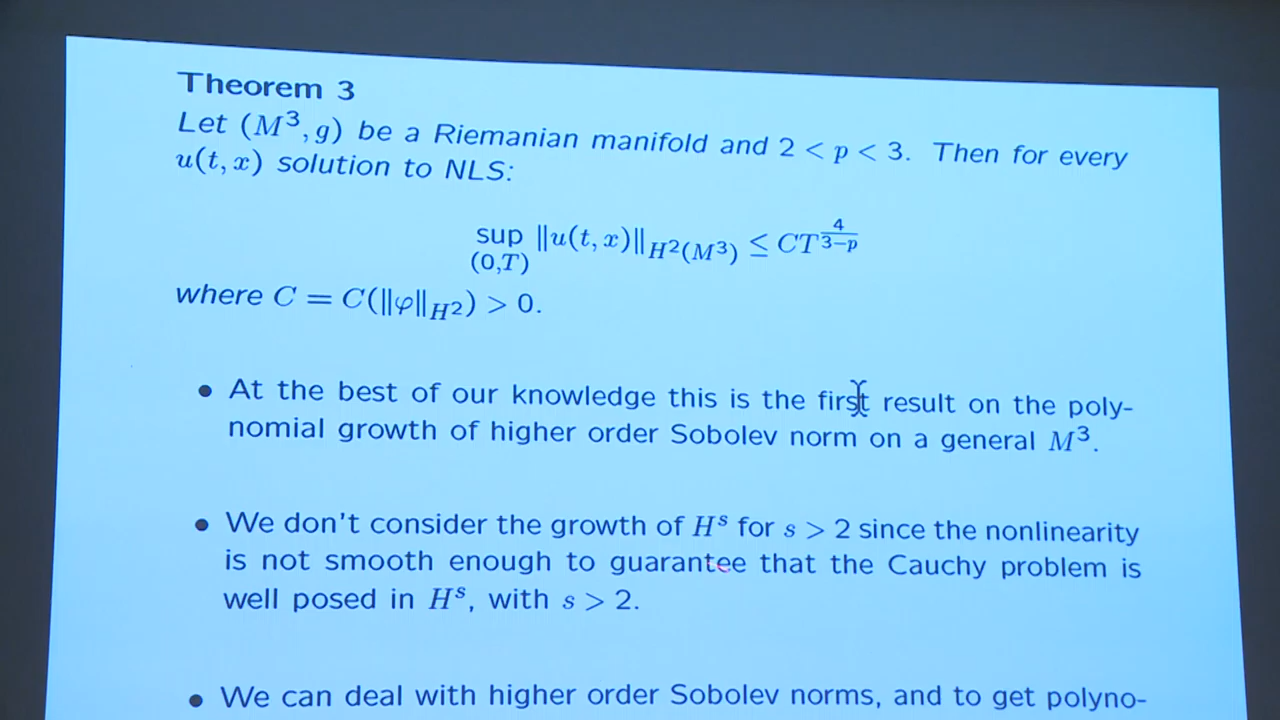 Theorem 3
Let (M³, g) be a Riemanian manifold and 2 < p < 3. Then for every
u(t, x) solution to NLS:
sup ‖u(t, x)‖_{H²(M³)} ≤ CT^{4/(3−p)}
(0,T)
where C = C(‖φ‖_{H²}) > 0.
• At the best of our knowledge this is the first result on the poly-
nomial growth of higher order Sobolev norm on a general M³.
• We don't consider the growth of Hˢ for s > 2 since the nonlinearity
is not smooth enough to guarantee that the Cauchy problem is
well posed in Hˢ, with s > 2.
• We can deal with higher order Sobolev norms, and to get polyno-